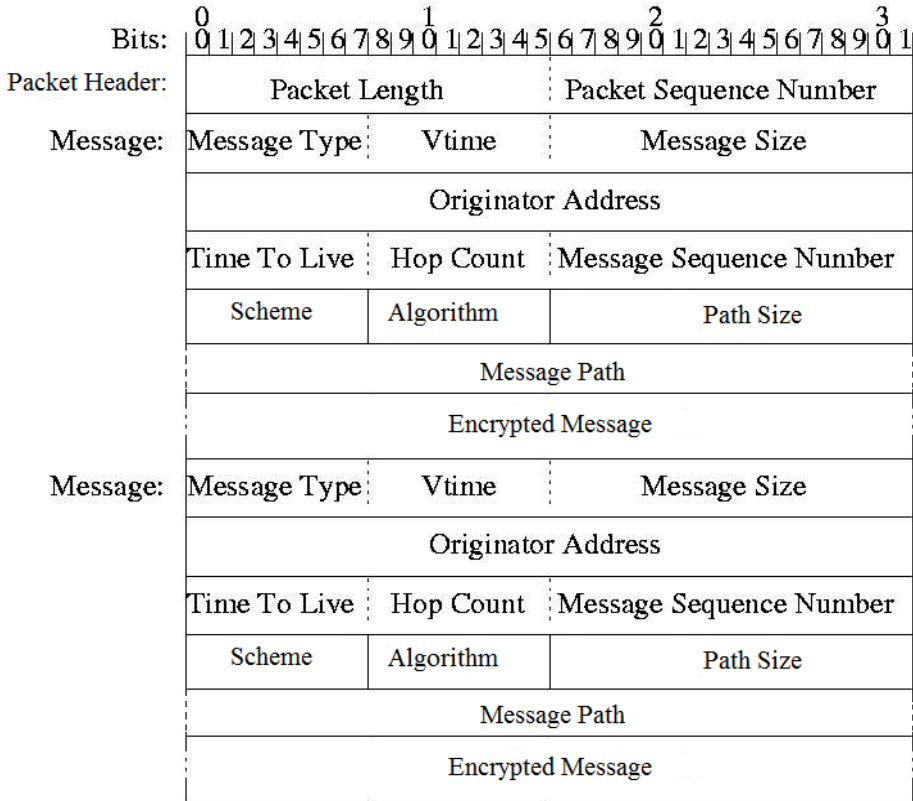 0 1 2 3
Bits: 0 1 2 3 4 5 6 7 8 9 0 1 2 3 4 5 6 7 8 9 0 1 2 3 4 5 6 7 8 9 0 1
Packet Header: Packet Length Packet Sequence Number
Message: Message Type Vtime Message Size
Originator Address
Time To Live Hop Count Message Sequence Number
Scheme Algorithm Path Size
Message Path
Encrypted Message
Message: Message Type Vtime Message Size
Originator Address
Time To Live Hop Count Message Sequence Number
Scheme Algorithm Path Size
Message Path
Encrypted Message